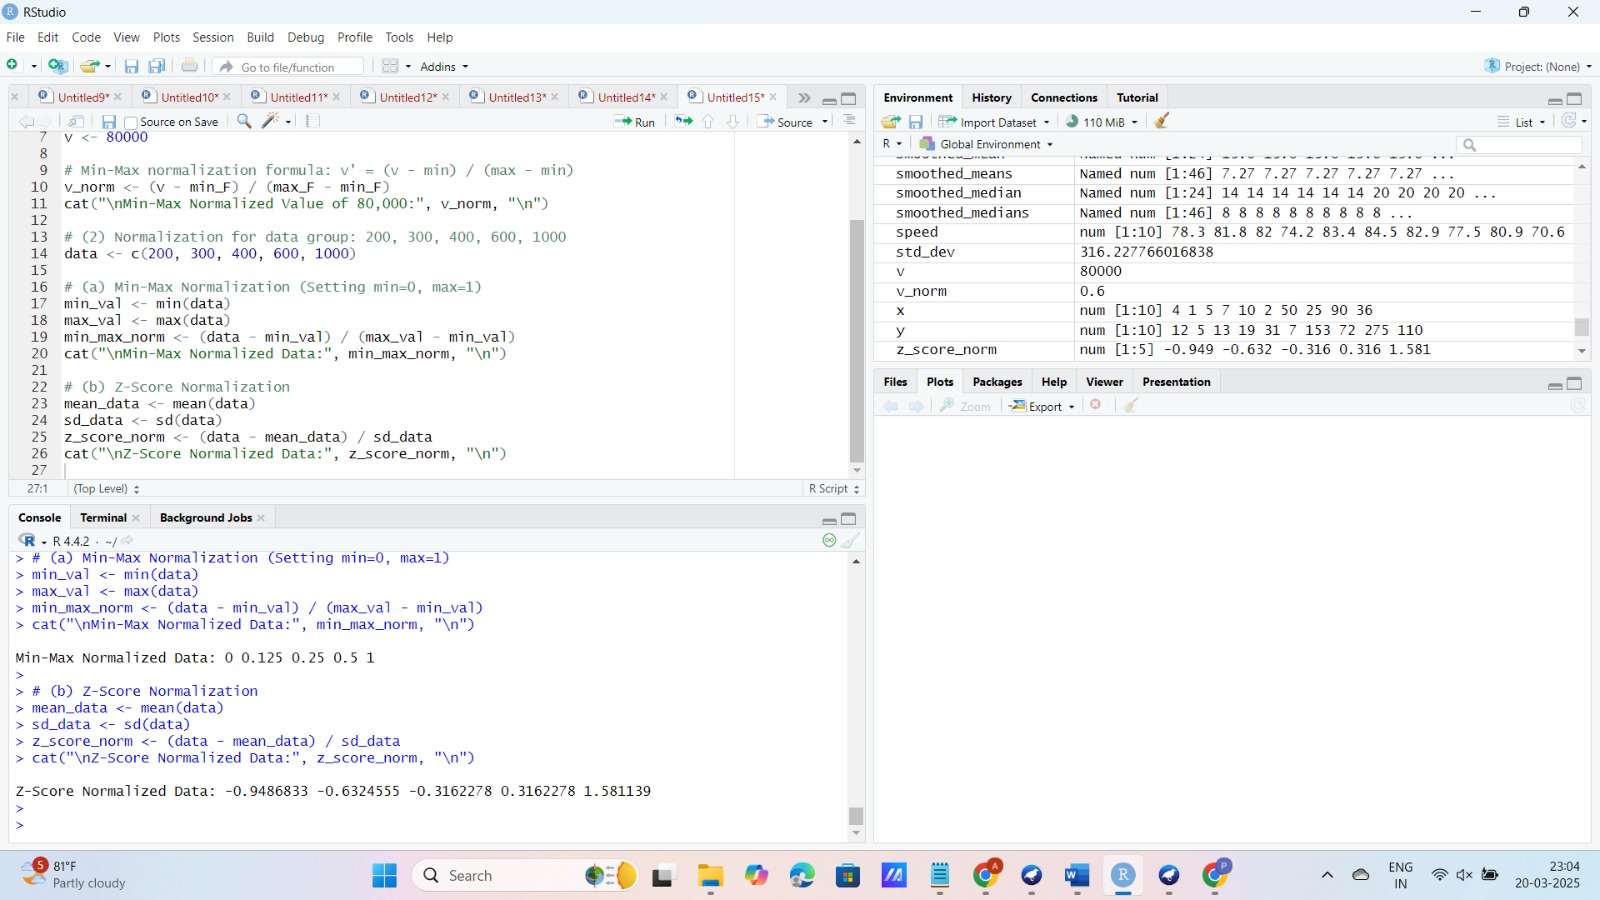 RStudio
File Edit Code View Plots Session Build Debug Profile Tools Help
Go to file/function Addins Project: (None)
Untitled9* Untitled10* Untitled11* Untitled12* Untitled13* Untitled14* Untitled15*
Source on Save Run Source
7 v <- 80000
8
9 # Min-Max normalization formula: v' = (v - min) / (max - min)
10 v_norm <- (v - min_F) / (max_F - min_F)
11 cat("\nMin-Max Normalized Value of 80,000:", v_norm, "\n")
12
13 # (2) Normalization for data group: 200, 300, 400, 600, 1000
14 data <- c(200, 300, 400, 600, 1000)
15
16 # (a) Min-Max Normalization (Setting min=0, max=1)
17 min_val <- min(data)
18 max_val <- max(data)
19 min_max_norm <- (data - min_val) / (max_val - min_val)
20 cat("\nMin-Max Normalized Data:", min_max_norm, "\n")
21
22 # (b) Z-Score Normalization
23 mean_data <- mean(data)
24 sd_data <- sd(data)
25 z_score_norm <- (data - mean_data) / sd_data
26 cat("\nZ-Score Normalized Data:", z_score_norm, "\n")
27
27:1 (Top Level) R Script
Console Terminal Background Jobs
R 4.4.2 · ~/
> # (a) Min-Max Normalization (Setting min=0, max=1)
> min_val <- min(data)
> max_val <- max(data)
> min_max_norm <- (data - min_val) / (max_val - min_val)
> cat("\nMin-Max Normalized Data:", min_max_norm, "\n")
Min-Max Normalized Data: 0 0.125 0.25 0.5 1
>
> # (b) Z-Score Normalization
> mean_data <- mean(data)
> sd_data <- sd(data)
> z_score_norm <- (data - mean_data) / sd_data
> cat("\nZ-Score Normalized Data:", z_score_norm, "\n")
Z-Score Normalized Data: -0.9486833 -0.6324555 -0.3162278 0.3162278 1.581139
>
>
Environment History Connections Tutorial
Import Dataset 110 MiB List
R Global Environment
smoothed_means Named num [1:46] 7.27 7.27 7.27 7.27 7.27 ...
smoothed_median Named num [1:24] 14 14 14 14 14 14 20 20 20 20 ...
smoothed_medians Named num [1:46] 8 8 8 8 8 8 8 8 8 8 ...
speed num [1:10] 78.3 81.8 82 74.2 83.4 84.5 82.9 77.5 80.9 70.6
std_dev 316.227766016838
v 80000
v_norm 0.6
x num [1:10] 4 1 5 7 10 2 50 25 90 36
y num [1:10] 12 5 13 19 31 7 153 72 275 110
z_score_norm num [1:5] -0.949 -0.632 -0.316 0.316 1.581
Files Plots Packages Help Viewer Presentation
Zoom Export
5 81°F
Partly cloudy
Search
A
P
ENG
IN
23:04
20-03-2025